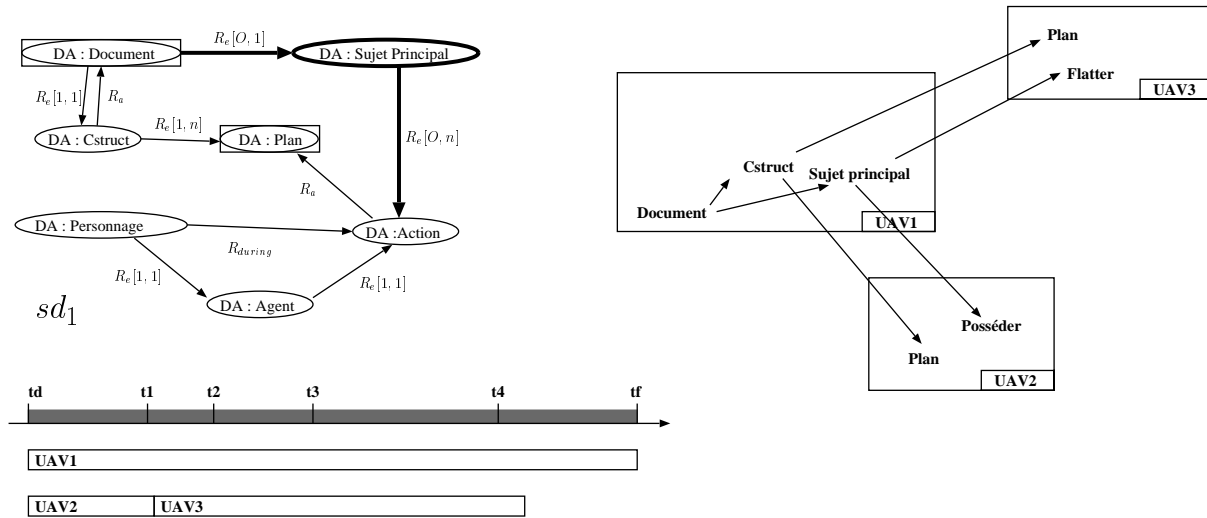 R_e[O, 1]
DA : Document
DA : Sujet Principal
R_e[1, 1]
R_a
DA : Cstruct
R_e[1, n]
DA : Plan
R_e[O, n]
R_a
DA : Personnage
DA :Action
R_during
R_e[1, 1]
R_e[1, 1]
DA : Agent
sd_1
Plan
Flatter
UAV3
Cstruct
Sujet principal
Document
UAV1
Posséder
Plan
UAV2
td t1 t2 t3 t4 tf
UAV1
UAV2 UAV3